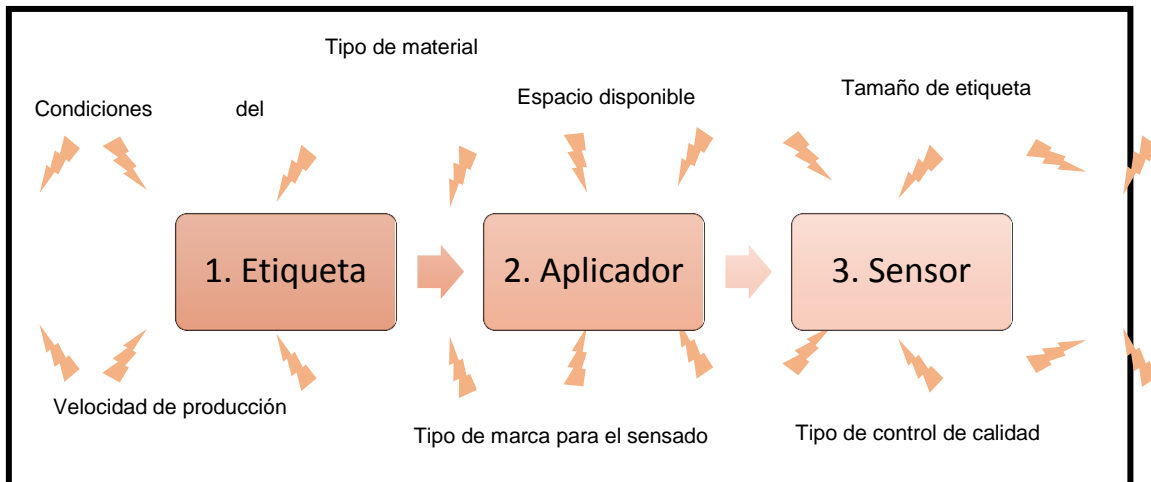 Tipo de material
Condiciones del
Espacio disponible
Tamaño de etiqueta
1. Etiqueta
2. Aplicador
3. Sensor
Velocidad de producción
Tipo de marca para el sensado
Tipo de control de calidad